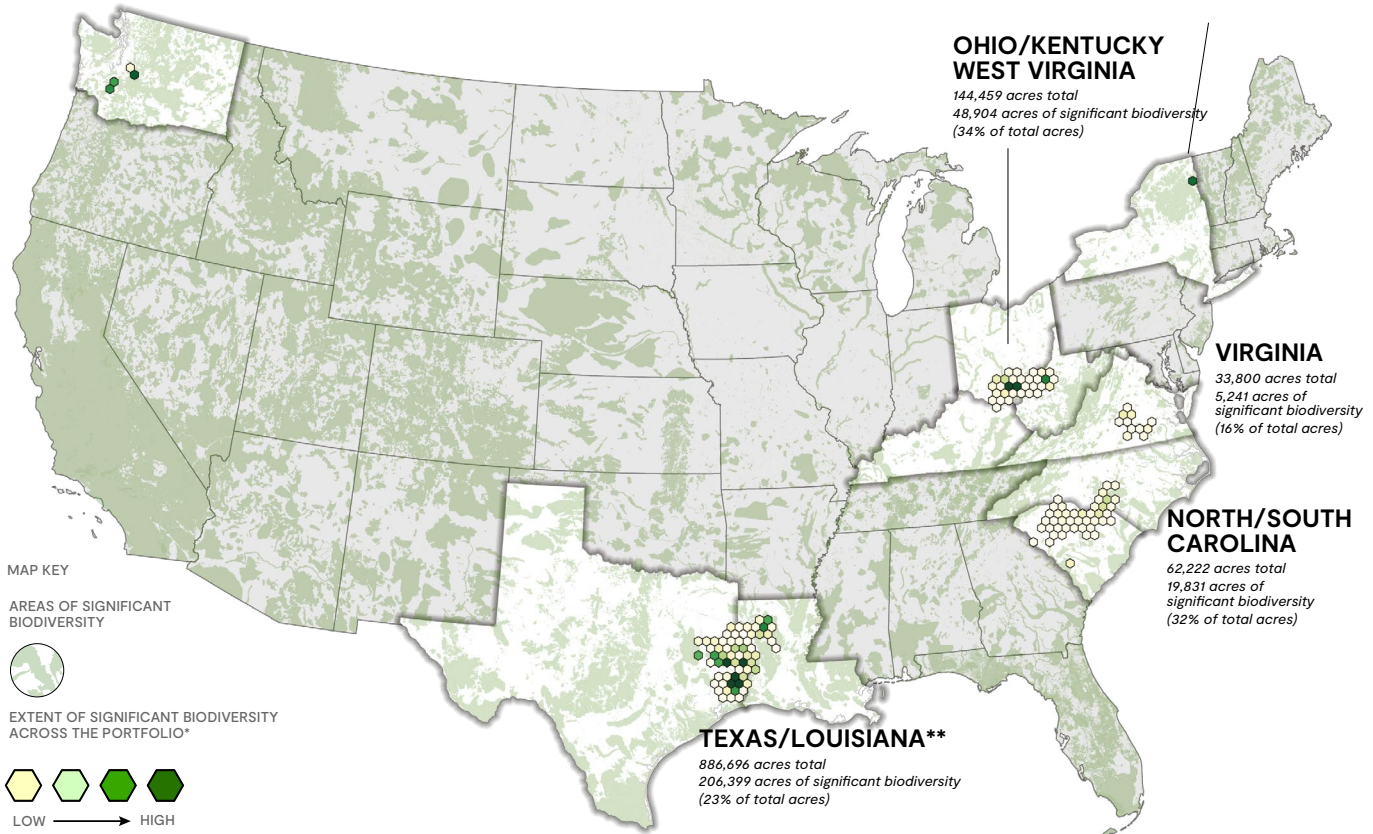 OHIO/KENTUCKY
WEST VIRGINIA
144,459 acres total
48,904 acres of significant biodiversity
(34% of total acres)
VIRGINIA
33,800 acres total
5,241 acres of
significant biodiversity
(16% of total acres)
NORTH/SOUTH
CAROLINA
62,222 acres total
19,831 acres of
significant biodiversity
(32% of total acres)
TEXAS/LOUISIANA**
886,696 acres total
206,399 acres of significant biodiversity
(23% of total acres)
MAP KEY
AREAS OF SIGNIFICANT
BIODIVERSITY
EXTENT OF SIGNIFICANT BIODIVERSITY
ACROSS THE PORTFOLIO*
LOW HIGH